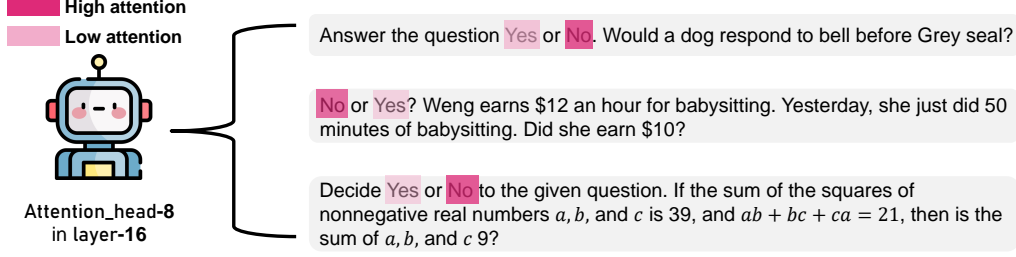 High attention
Low attention
Attention_head-8
in layer-16
Answer the question Yes or No. Would a dog respond to bell before Grey seal?
No or Yes? Weng earns $12 an hour for babysitting. Yesterday, she just did 50
minutes of babysitting. Did she earn $10?
Decide Yes or No to the given question. If the sum of the squares of
nonnegative real numbers a, b, and c is 39, and ab + bc + ca = 21, then is the
sum of a, b, and c 9?